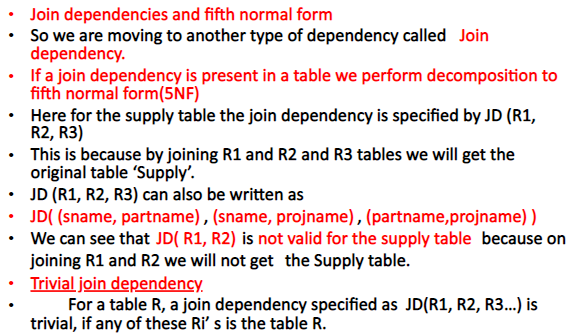 • Join dependencies and fifth normal form
• So we are moving to another type of dependency called Join
dependency.
• If a join dependency is present in a table we perform decomposition to
fifth normal form(5NF)
• Here for the supply table the join dependency is specified by JD (R1,
R2, R3)
• This is because by joining R1 and R2 and R3 tables we will get the
original table ‘Supply’.
• JD (R1, R2, R3) can also be written as
• JD( (sname, partname) , (sname, projname) , (partname,projname) )
• We can see that JD( R1, R2) is not valid for the supply table because on
joining R1 and R2 we will not get the Supply table.
• Trivial join dependency
• For a table R, a join dependency specified as JD(R1, R2, R3…) is
trivial, if any of these Ri’ s is the table R.